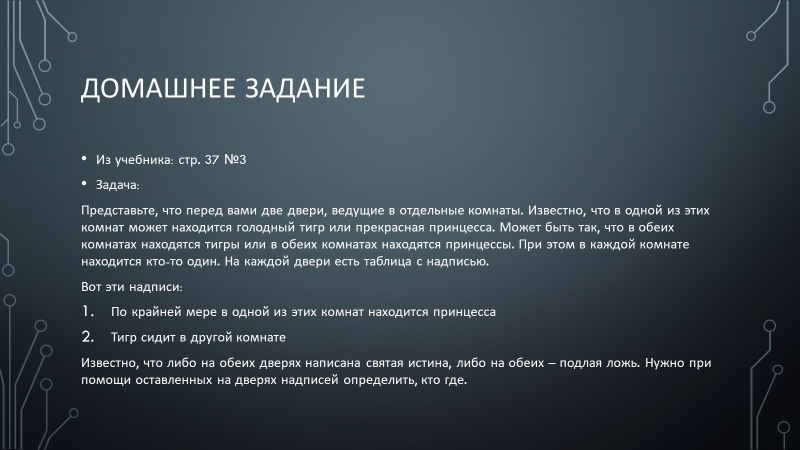 ДОМАШНЕЕ ЗАДАНИЕ
• Из учебника: стр. 37 №3
• Задача:
Представьте, что перед вами две двери, ведущие в отдельные комнаты. Известно, что в одной из этих
комнат может находится голодный тигр или прекрасная принцесса. Может быть так, что в обеих
комнатах находятся тигры или в обеих комнатах находятся принцессы. При этом в каждой комнате
находится кто-то один. На каждой двери есть таблица с надписью.
Вот эти надписи:
1. По крайней мере в одной из этих комнат находится принцесса
2. Тигр сидит в другой комнате
Известно, что либо на обеих дверях написана святая истина, либо на обеих – подлая ложь. Нужно при
помощи оставленных на дверях надписей определить, кто где.